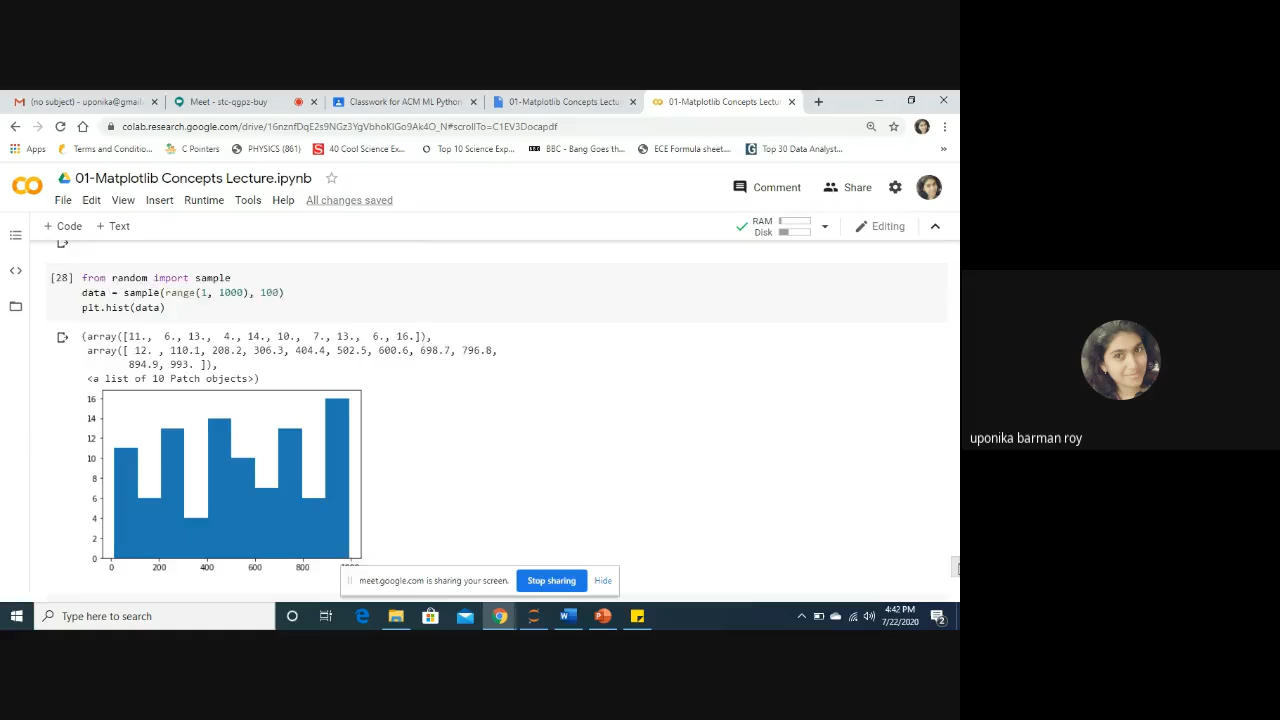 (no subject) - uponika@gmail. Meet - stc-qgpz-buy Classwork for ACM ML Python 01-Matplotlib Concepts Lectu 01-Matplotlib Concepts Lectu
colab.research.google.com/drive/16nznfDqE2s9NGz3YgVbhoKlGo9Ak4O_N#scrollTo=C1EV3Docapdf
Apps Terms and Conditio... C Pointers PHYSICS (861) 40 Cool Science Ex... Top 10 Science Exp... BBC - Bang Goes th... ECE Formula sheet.... Top 30 Data Analyst... »
01-Matplotlib Concepts Lecture.ipynb
Comment Share
File Edit View Insert Runtime Tools Help All changes saved
+ Code + Text
RAM
Disk
Editing
[28] from random import sample
data = sample(range(1, 1000), 100)
plt.hist(data)
(array([11., 6., 13., 4., 14., 10., 7., 13., 6., 16.]),
array([ 12. , 110.1, 208.2, 306.3, 404.4, 502.5, 600.6, 698.7, 796.8,
894.9, 993. ]),
<a list of 10 Patch objects>)
16
14
12
10
8
6
4
2
0
0 200 400 600 800
meet.google.com is sharing your screen. Stop sharing Hide
Type here to search
4:42 PM
7/22/2020
2
uponika barman roy